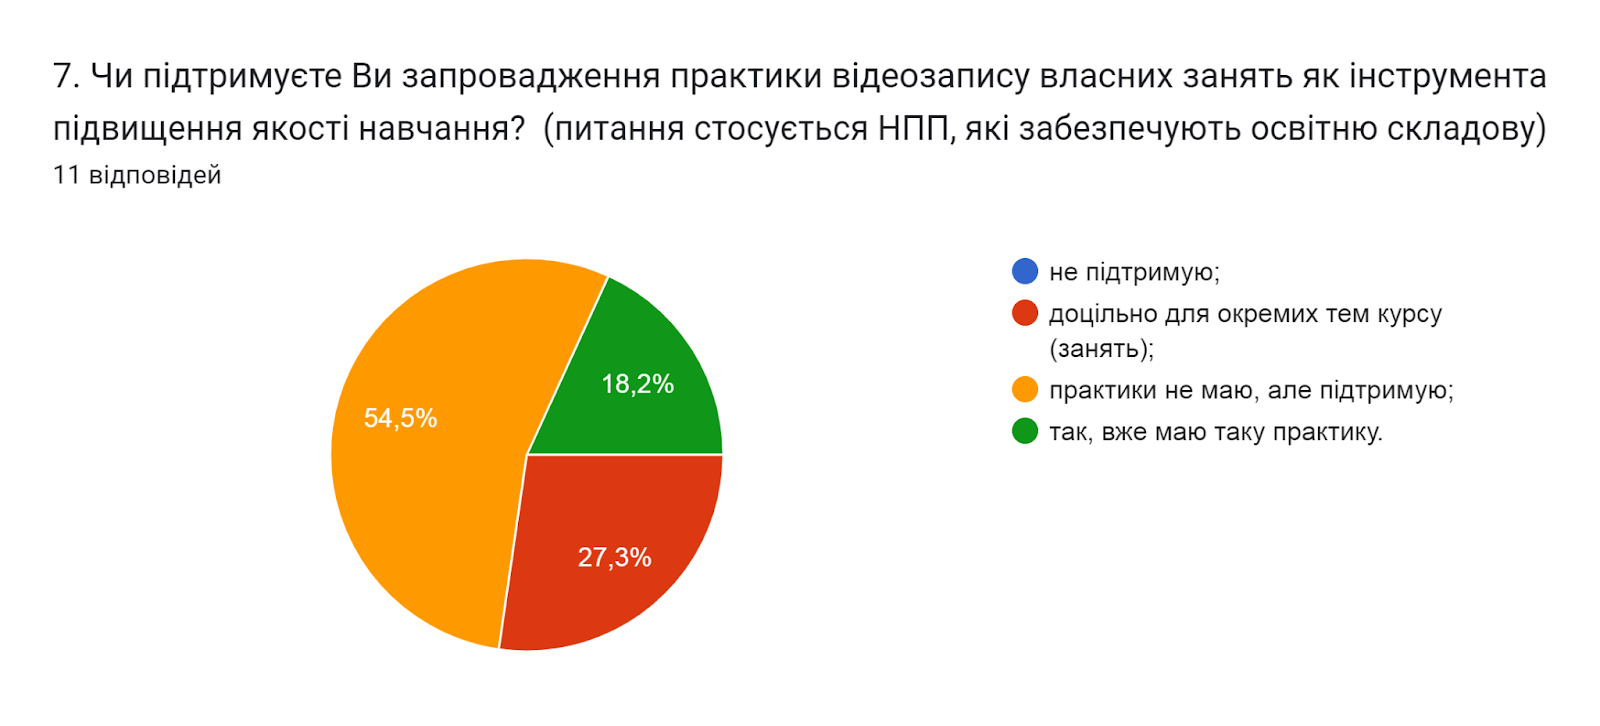 7. Чи підтримуєте Ви запровадження практики відеозапису власних занять як інструмента
підвищення якості навчання?  (питання стосується НПП, які забезпечують освітню складову)
11 відповідей
не підтримую;
доцільно для окремих тем курсу
(занять);
практики не маю, але підтримую;
так, вже маю таку практику.
18,2%
54,5%
27,3%